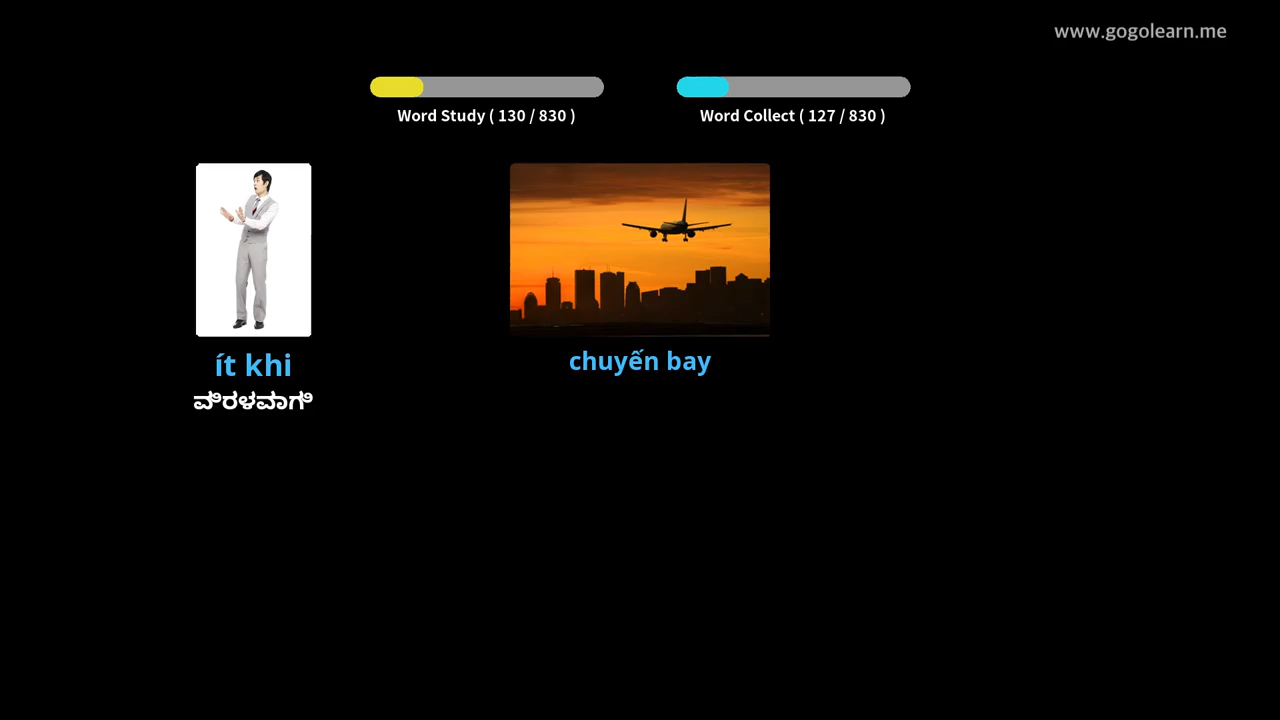 www.gogolearn.me
Word Study ( 130 / 830 )
Word Collect ( 127 / 830 )
ít khi
chuyến bay
ವಿರಳವಾಗಿ